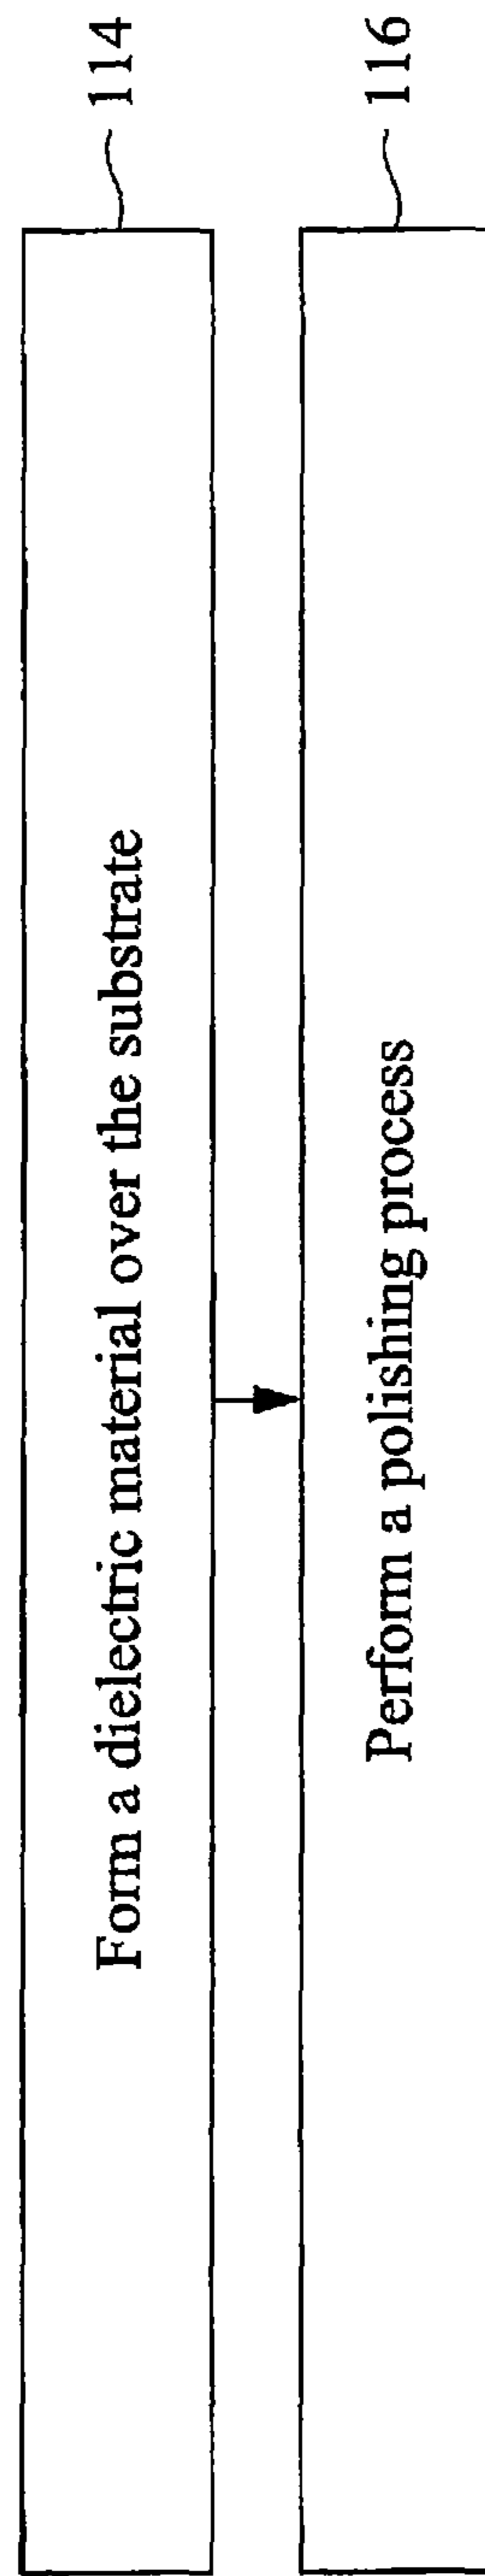 Form a dielectric material over the substrate
114
Perform a polishing process
116